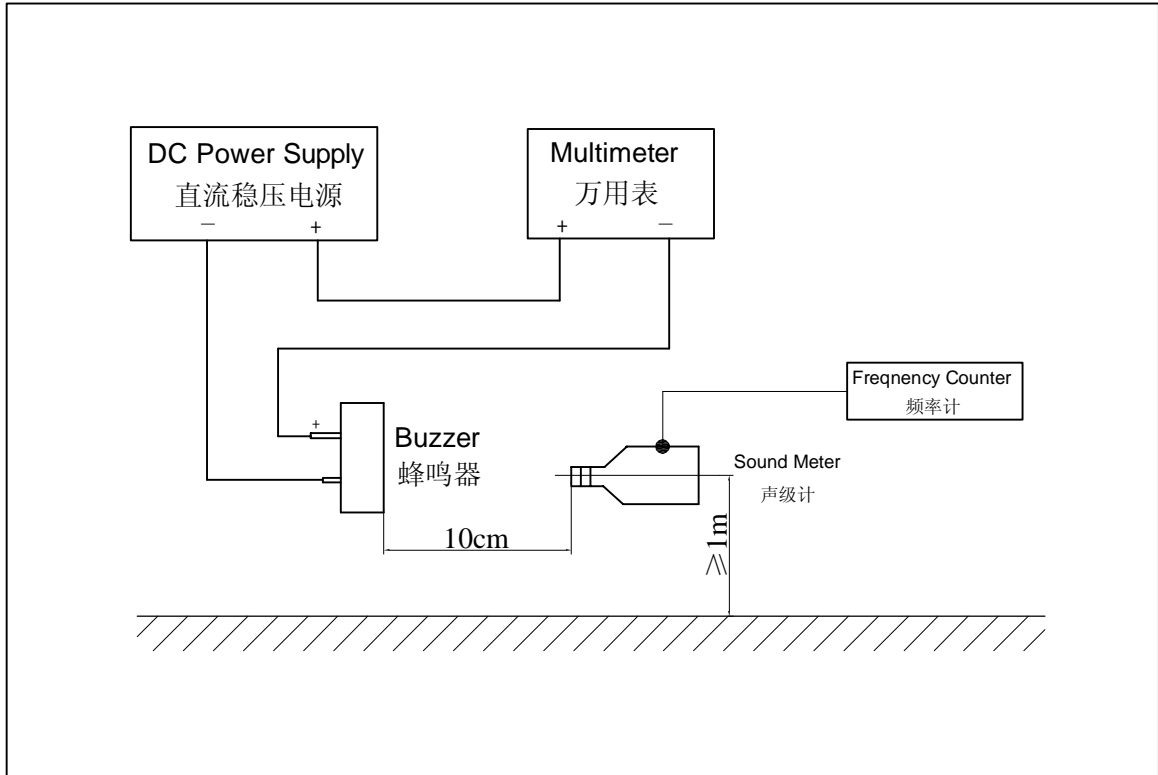 DC Power Supply
直流稳压电源
－ +
Multimeter
万用表
+ －
Freqnency Counter
频率计
+
Buzzer
蜂鸣器
Sound Meter
声级计
10cm
≥1m